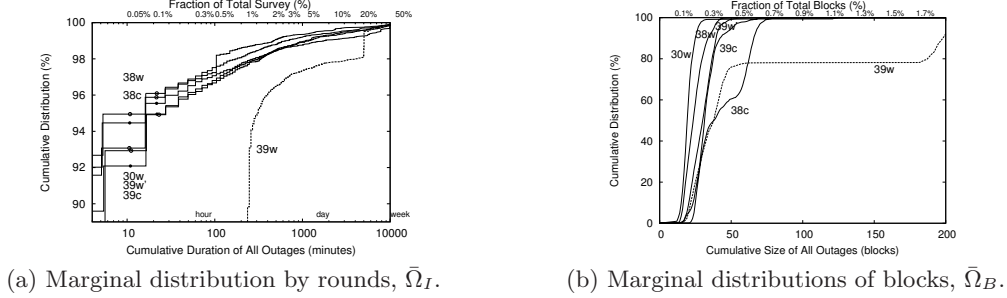 Fraction of Total Survey (%)
0.05% 0.1% 0.3% 0.5% 1% 2% 3% 5% 10% 20% 50%
Cumulative Distribution (%)
100
98
96
94
92
90
38w
38c
39w
30w
39w'
39c
hour day week
10 100 1000 10000
Cumulative Duration of All Outages (minutes)
(a) Marginal distribution by rounds, Ω̄_I.
Fraction of Total Blocks (%)
0.1% 0.3% 0.5% 0.7% 0.9% 1.1% 1.3% 1.5% 1.7%
Cumulative Distribution (%)
100
80
60
40
20
0
30w
38w
39w
39c
39w
38c
0 50 100 150 200
Cumulative Size of All Outages (blocks)
(b) Marginal distributions of blocks, Ω̄_B.